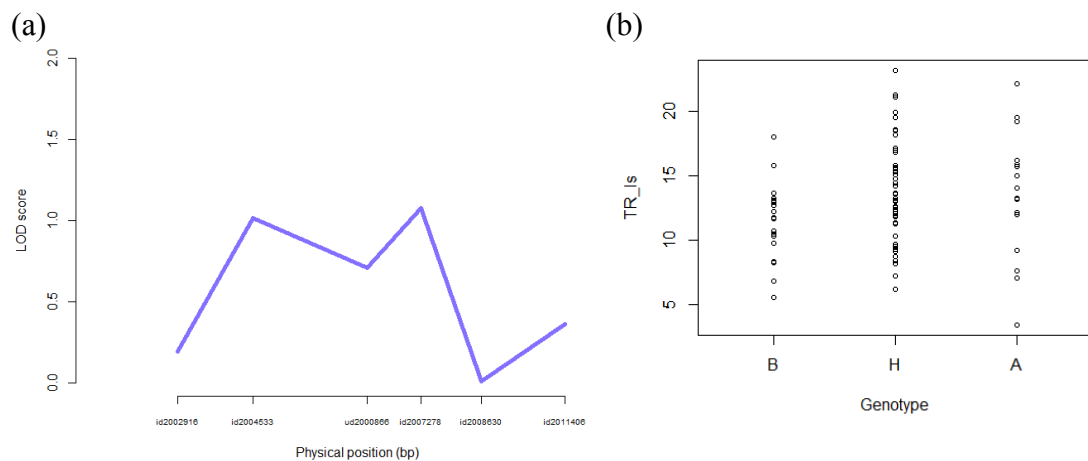 (a)
2.0
1.5
1.0
0.5
0.0
LOD score
id2002916 id2004533 ud2000866 id2007278 id2008630 id2011406
Physical position (bp)
(b)
20
15
10
5
TR_Is
B H A
Genotype